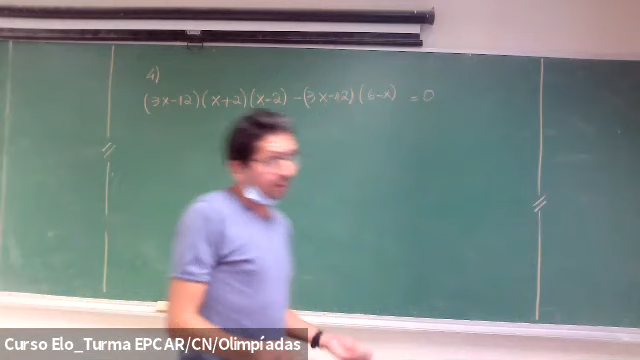 4)
(3x-12)(x+2)(x-2) -(3x-12)(6-x) = 0
Curso Elo_Turma EPCAR/CN/Olimpíadas